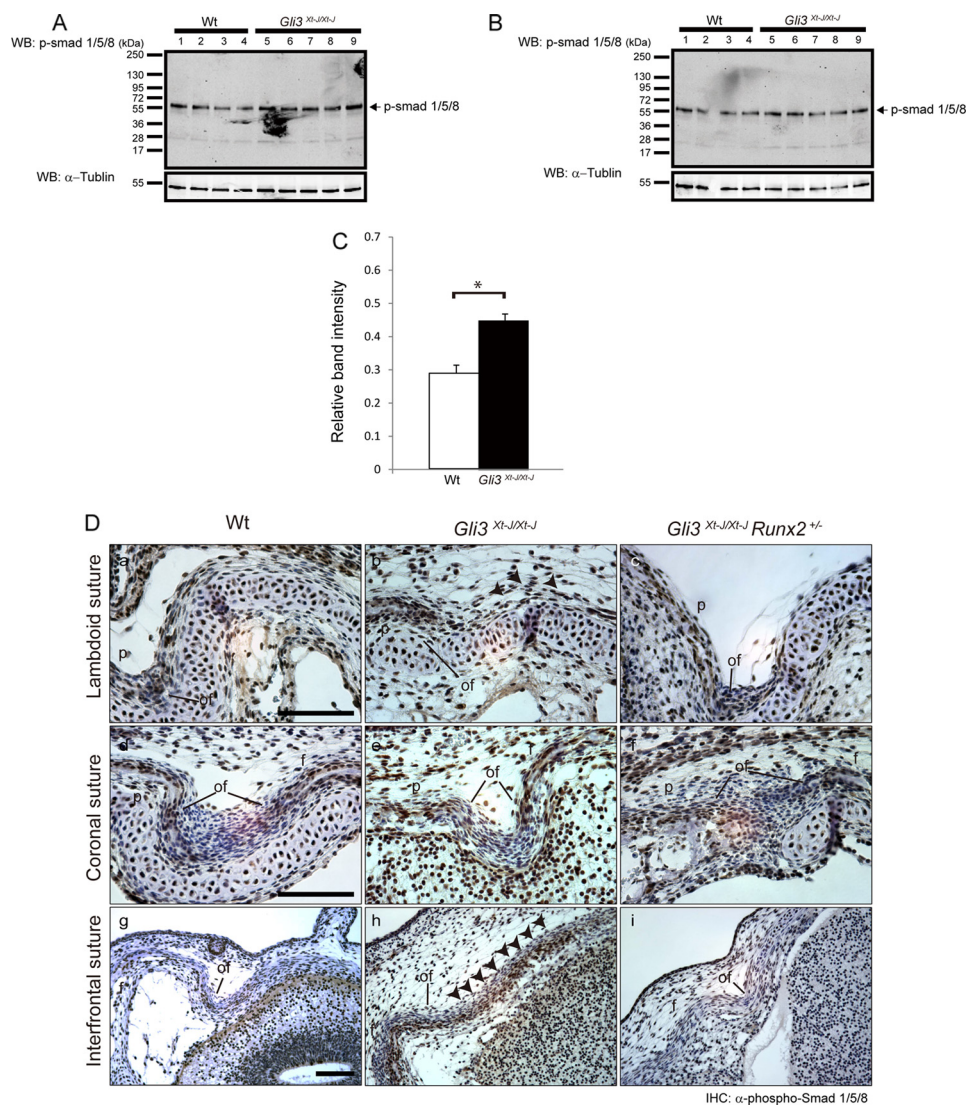 A
Wt
Gli3 Xt-J/Xt-J
WB: p-smad 1/5/8 (kDa) 1 2 3 4 5 6 7 8 9
250
130
95
72
55
36
28
17
p-smad 1/5/8
WB: α-Tublin
55
B
Wt
Gli3 Xt-J/Xt-J
WB: p-smad 1/5/8 (kDa) 1 2 3 4 5 6 7 8 9
250
130
95
72
55
36
28
17
p-smad 1/5/8
WB: α-Tublin
55
C
Relative band intensity
0.7
0.6
0.5
0.4
0.3
0.2
0.1
0
*
Wt
Gli3 Xt-J/Xt-J
D
Wt
Gli3 Xt-J/Xt-J
Gli3 Xt-J/Xt-J Runx2 +/-
Lambdoid suture
a
p
of
b
p
of
c
p
of
Coronal suture
d
p
of
f
e
p
of
f
f
p
of
f
Interfrontal suture
g
f
of
h
of
i
f
of
IHC: α-phospho-Smad 1/5/8